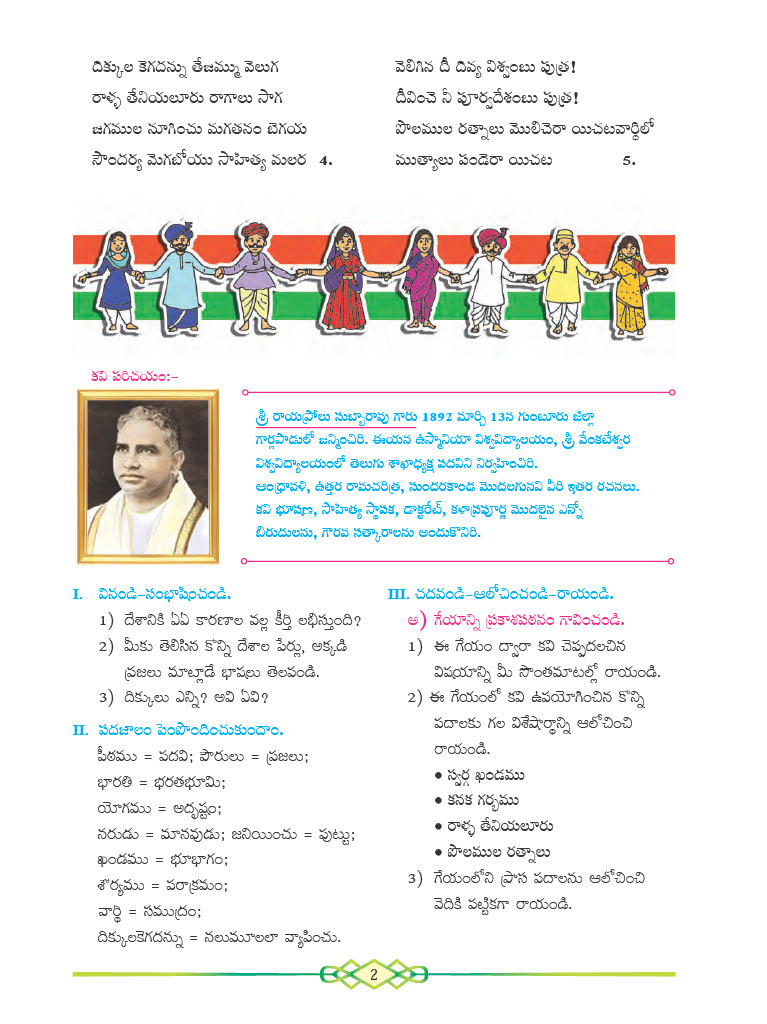 దిక్కుల కెగదన్ను తేజమ్ము వెలుగ
రాళ్ళ తేనియలూరు రాగాలు సాగ
జగముల నూగించు మగతనం బెగయ
సౌందర్య మెగబోయు సాహిత్య మలర 4.
వెలిగిన దీ దివ్య విశ్వంబు పుత్ర!
దీవించె నీ పూర్వదేశంబు పుత్ర!
పొలముల రత్నాలు మొలిచెరా యిచటవార్థిలో
ముత్యాలు పండెరా యిచట 5.
కవి పరిచయం:-
శ్రీ రాయప్రోలు సుబ్బారావు గారు 1892 మార్చి 13న గుంటూరు జిల్లా
గార్లపాడులో జన్మించిరి. ఈయన ఉస్మానియా విశ్వవిద్యాలయం, శ్రీ వేంకటేశ్వర
విశ్వవిద్యాలయంలో తెలుగు శాఖాధ్యక్ష పదవిని నిర్వహించిరి.
ఆంధ్రావళి, ఉత్తర రామచరిత్ర, సుందరకాండ మొదలగునవి వీరి ఇతర రచనలు.
కవి భూషణ, సాహిత్య స్థాపక, డాక్టరేట్, కళాప్రపూర్ణ మొదలైన ఎన్నో
బిరుదులను, గౌరవ సత్కారాలను అందుకొనిరి.
I. వినండి-సంభాషించండి.
1) దేశానికి ఏఏ కారణాల వల్ల కీర్తి లభిస్తుంది?
2) మీకు తెలిసిన కొన్ని దేశాల పేర్లు, అక్కడి
ప్రజలు మాట్లాడే భాషలు తెలపండి.
3) దిక్కులు ఎన్ని? అవి ఏవి?
II. పదజాలం పెంపొందించుకుందాం.
పీఠము = పదవి; పౌరులు = ప్రజలు;
భారతి = భరతభూమి;
యోగము = అదృష్టం;
నరుడు = మానవుడు; జనియించు = పుట్టు;
ఖండము = భూభాగం;
శౌర్యము = పరాక్రమం;
వార్థి = సముద్రం;
దిక్కులకెగదన్ను = నలుమూలలా వ్యాపించు.
III. చదవండి-ఆలోచించండి-రాయండి.
అ) గేయాన్ని ప్రకాశపఠనం గావించండి.
1) ఈ గేయం ద్వారా కవి చెప్పదలచిన
విషయాన్ని మీ సొంతమాటల్లో రాయండి.
2) ఈ గేయంలో కవి ఉపయోగించిన కొన్ని
పదాలకు గల విశేషార్థాన్ని ఆలోచించి
రాయండి.
• స్వర్గ ఖండము
• కనక గర్భము
• రాళ్ళ తేనియలూరు
• పొలముల రత్నాలు
3) గేయంలోని ప్రాస పదాలను ఆలోచించి
వెదికి పట్టికగా రాయండి.
2